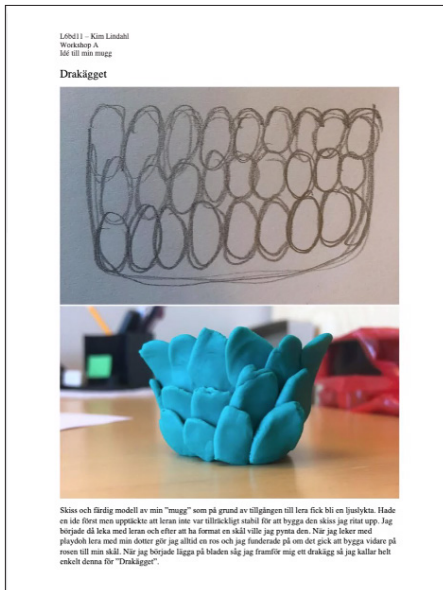 L6bd11 – Kim Lindahl
Workshop A
Idé till min mugg
Drakägget
Skiss och färdig modell av min ”mugg” som på grund av tillgången till lera fick bli en ljuslykta. Hade
en ide först men upptäckte att leran inte var tillräckligt stabil för att bygga den skiss jag ritat upp. Jag
började då leka med leran och efter att ha format en skål ville jag pynta den. När jag leker med
playdoh lera med min dotter gör jag alltid en ros och jag funderade på om det gick att bygga vidare på
rosen till min skål. När jag började lägga på bladen såg jag framför mig ett drakägg så jag kallar helt
enkelt denna för ”Drakägget”.